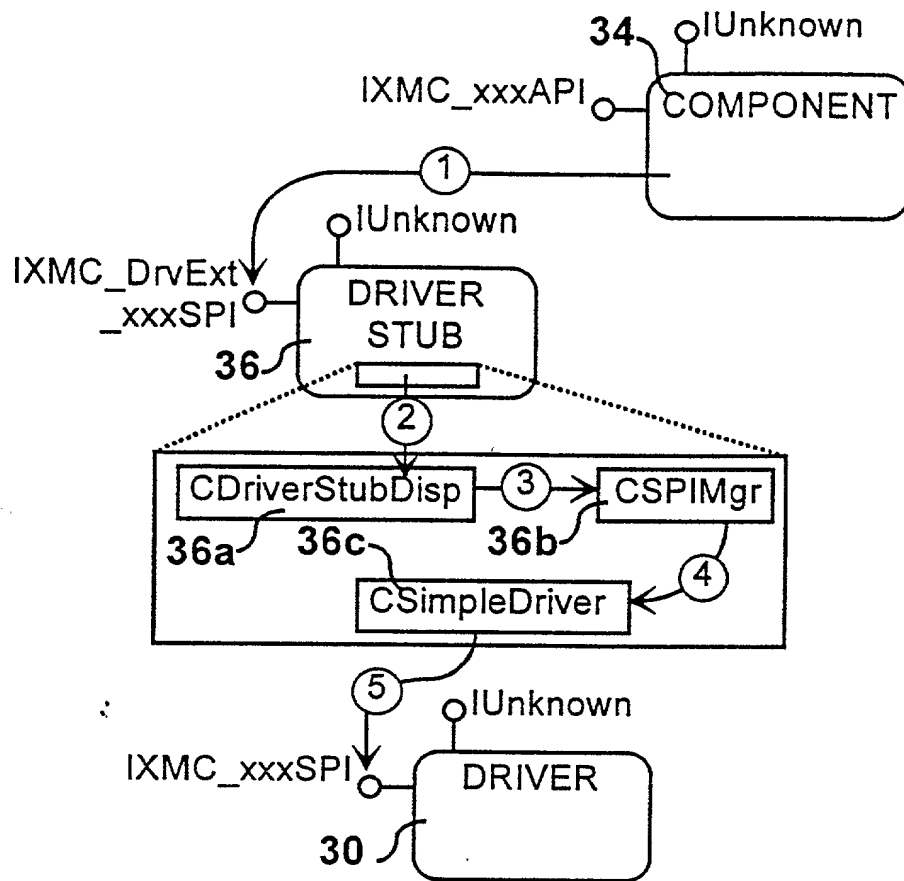 34
IUnknown
IXMC_xxxAPI
COMPONENT
1
IUnknown
IXMC_DrvExt
_xxxSPI
DRIVER
STUB
36
2
CDriverStubDisp
3
CSPIMgr
36a
36c
36b
4
CSimpleDriver
5
IUnknown
IXMC_xxxSPI
DRIVER
30